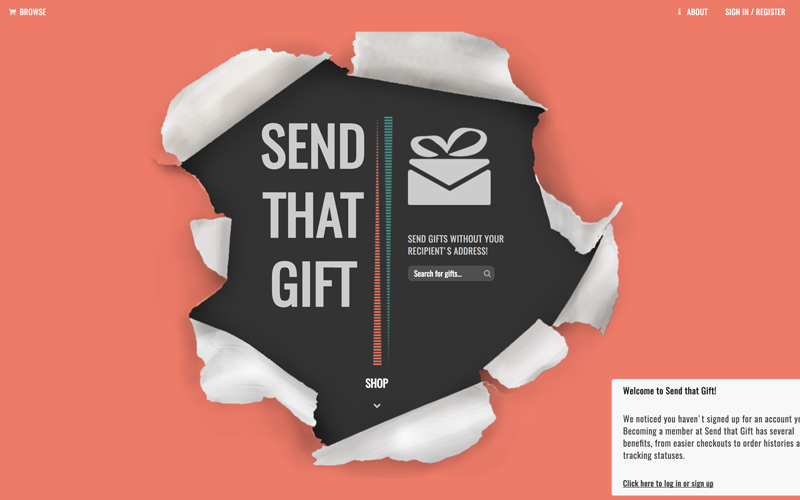 BROWSE
ABOUT
SIGN IN / REGISTER
SEND
THAT
GIFT
SEND GIFTS WITHOUT YOUR
RECIPIENT'S ADDRESS!
Search for gifts...
SHOP
Welcome to Send that Gift!
We noticed you haven't signed up for an account
Becoming a member at Send that Gift has several
benefits, from easier checkouts to order histories
tracking statuses.
Click here to log in or sign up